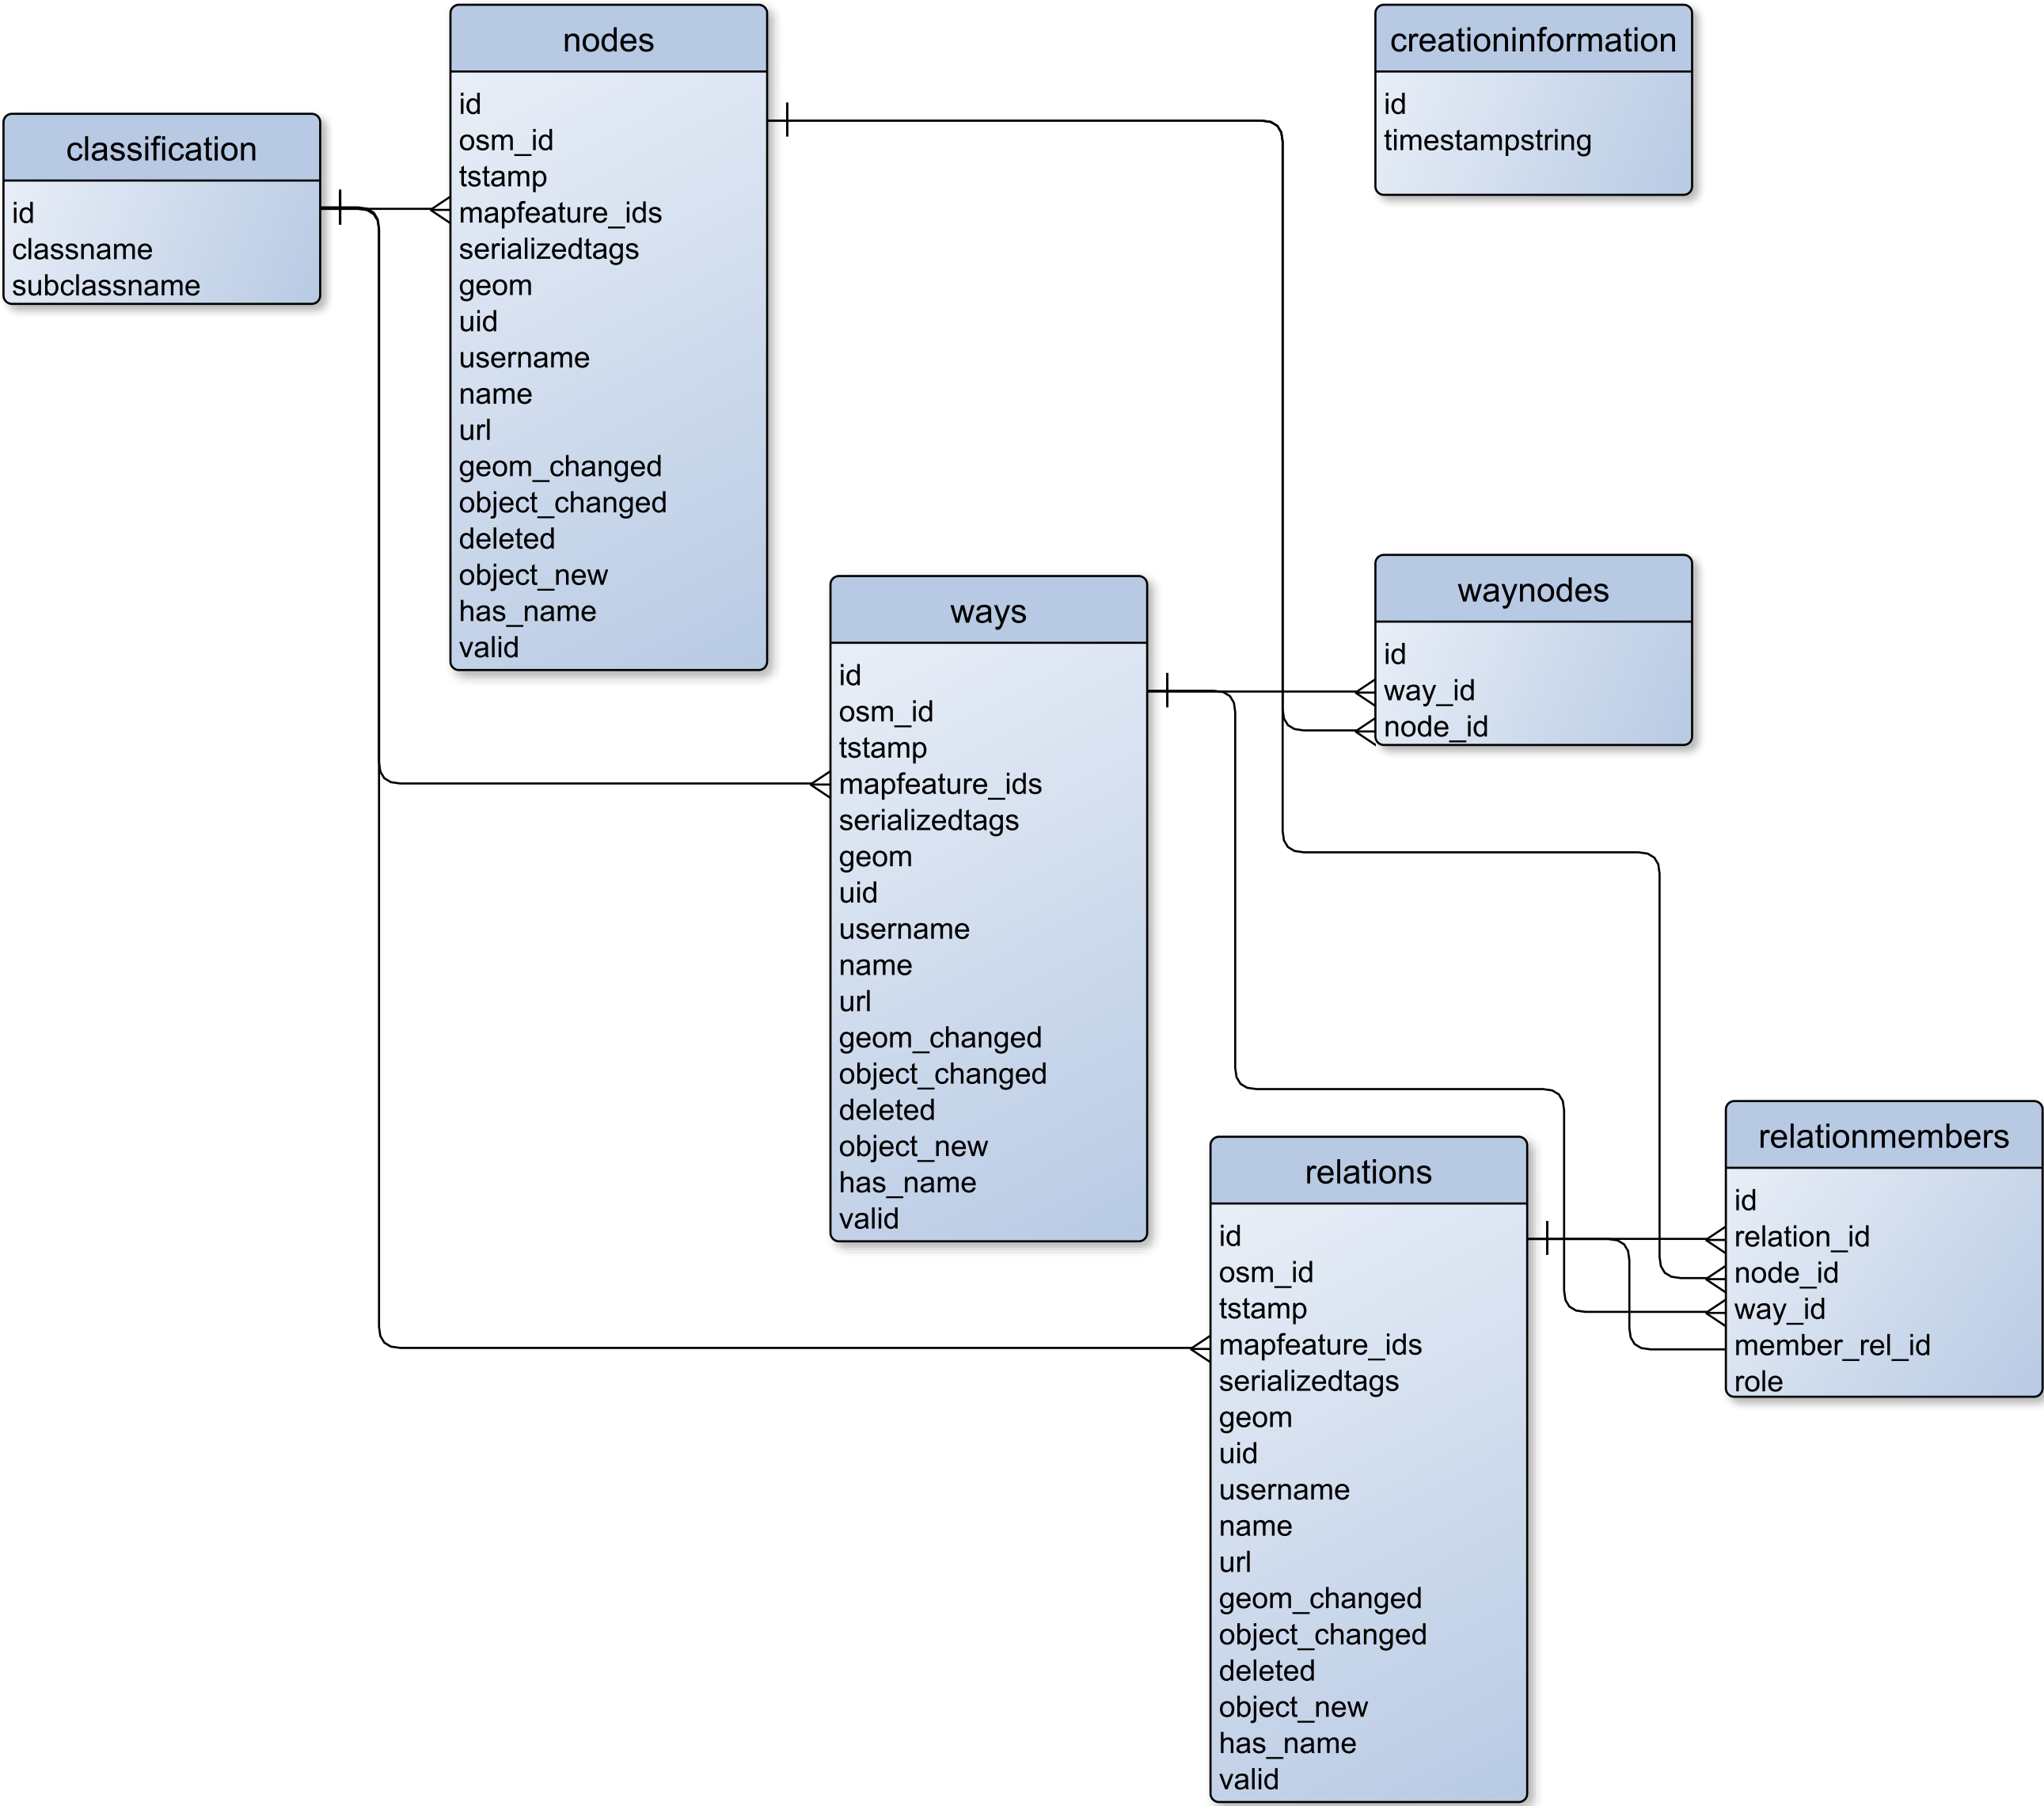 classification
id
classname
subclassname
nodes
id
osm_id
tstamp
mapfeature_ids
serializedtags
geom
uid
username
name
url
geom_changed
object_changed
deleted
object_new
has_name
valid
creationinformation
id
timestampstring
ways
id
osm_id
tstamp
mapfeature_ids
serializedtags
geom
uid
username
name
url
geom_changed
object_changed
deleted
object_new
has_name
valid
waynodes
id
way_id
node_id
relations
id
osm_id
tstamp
mapfeature_ids
serializedtags
geom
uid
username
name
url
geom_changed
object_changed
deleted
object_new
has_name
valid
relationmembers
id
relation_id
node_id
way_id
member_rel_id
role